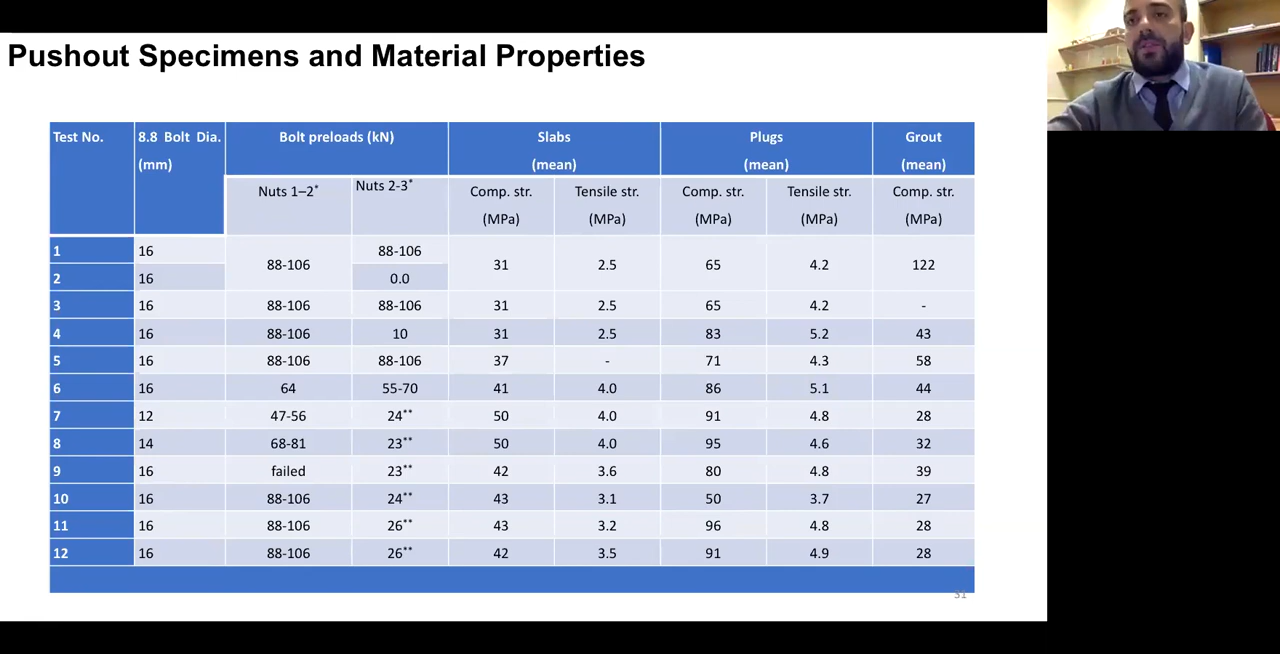 Pushout Specimens and Material Properties
Test No. 8.8 Bolt Dia. (mm) Bolt preloads (kN) Slabs (mean) Plugs (mean) Grout (mean)
Nuts 1–2* Nuts 2-3* Comp. str. (MPa) Tensile str. (MPa) Comp. str. (MPa) Tensile str. (MPa) Comp. str. (MPa)
1 16 88-106 88-106 31 2.5 65 4.2 122
2 16 0.0
3 16 88-106 88-106 31 2.5 65 4.2 -
4 16 88-106 10 31 2.5 83 5.2 43
5 16 88-106 88-106 37 - 71 4.3 58
6 16 64 55-70 41 4.0 86 5.1 44
7 12 47-56 24** 50 4.0 91 4.8 28
8 14 68-81 23** 50 4.0 95 4.6 32
9 16 failed 23** 42 3.6 80 4.8 39
10 16 88-106 24** 43 3.1 50 3.7 27
11 16 88-106 26** 43 3.2 96 4.8 28
12 16 88-106 26** 42 3.5 91 4.9 28
31